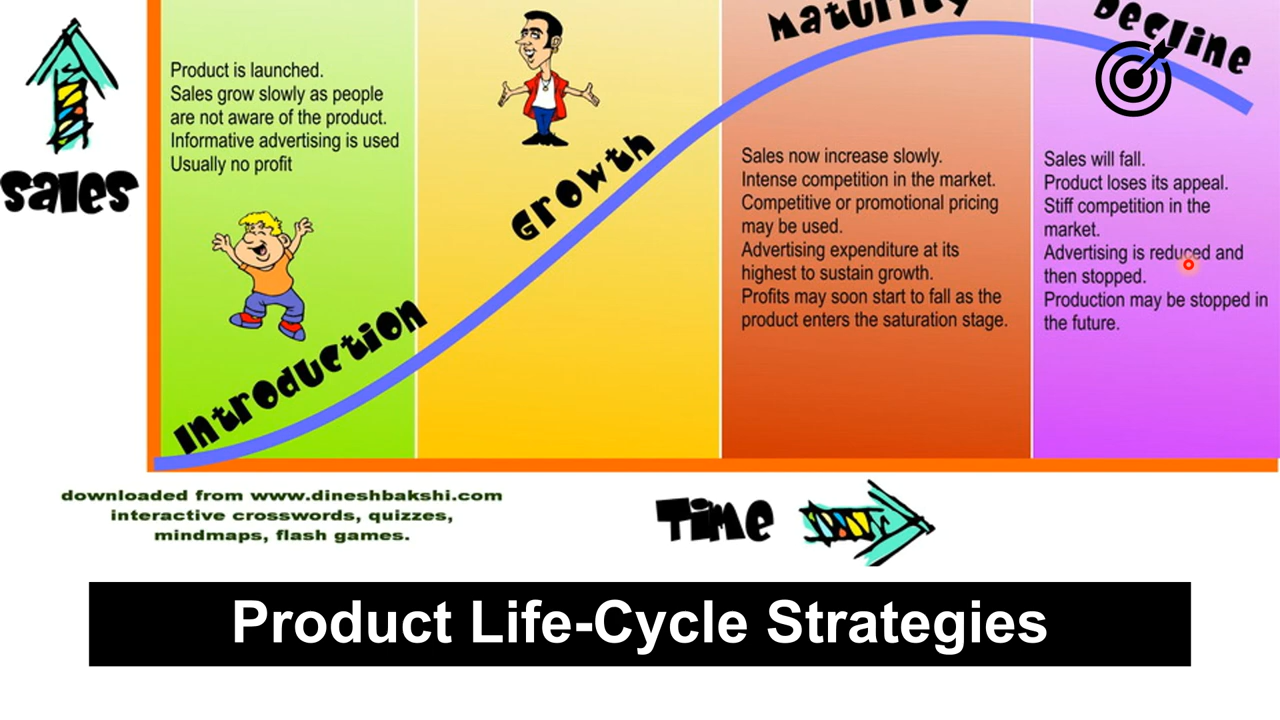 Maturity
Decline
Product is launched.
Sales grow slowly as people
are not aware of the product.
Informative advertising is used
Usually no profit
Sales
Growth
Sales now increase slowly.
Intense competition in the market.
Competitive or promotional pricing
may be used.
Advertising expenditure at its
highest to sustain growth.
Profits may soon start to fall as the
product enters the saturation stage.
Sales will fall.
Product loses its appeal.
Stiff competition in the
market.
Advertising is reduced and
then stopped.
Production may be stopped in
the future.
Introduction
downloaded from www.dineshbakshi.com
interactive crosswords, quizzes,
mindmaps, flash games.
Time
Product Life-Cycle Strategies